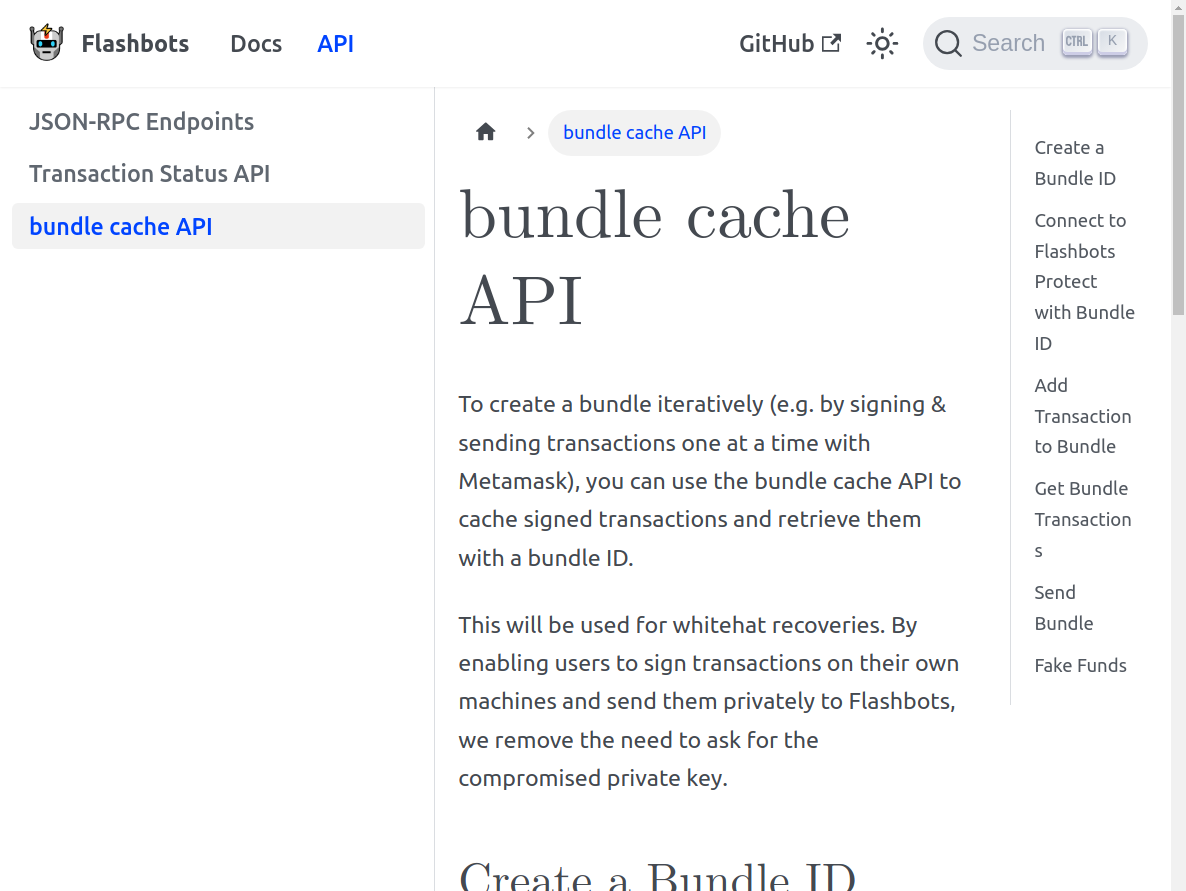 Flashbots Docs API GitHub Search CTRL K
JSON-RPC Endpoints
Transaction Status API
bundle cache API
bundle cache API
bundle cache
API
To create a bundle iteratively (e.g. by signing &
sending transactions one at a time with
Metamask), you can use the bundle cache API to
cache signed transactions and retrieve them
with a bundle ID.
This will be used for whitehat recoveries. By
enabling users to sign transactions on their own
machines and send them privately to Flashbots,
we remove the need to ask for the
compromised private key.
Create a Bundle ID
Create a
Bundle ID
Connect to
Flashbots
Protect
with Bundle
ID
Add
Transaction
to Bundle
Get Bundle
Transaction
s
Send
Bundle
Fake Funds